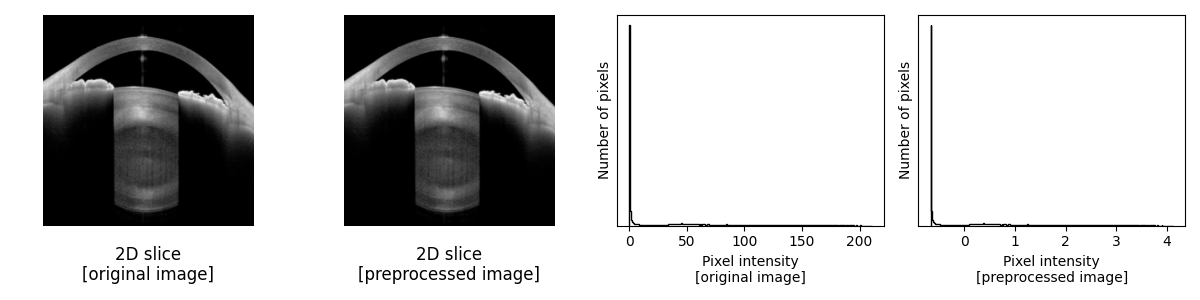 2D slice
[original image]
2D slice
[preprocessed image]
Number of pixels
0 50 100 150 200
Pixel intensity
[original image]
Number of pixels
0 1 2 3 4
Pixel intensity
[preprocessed image]